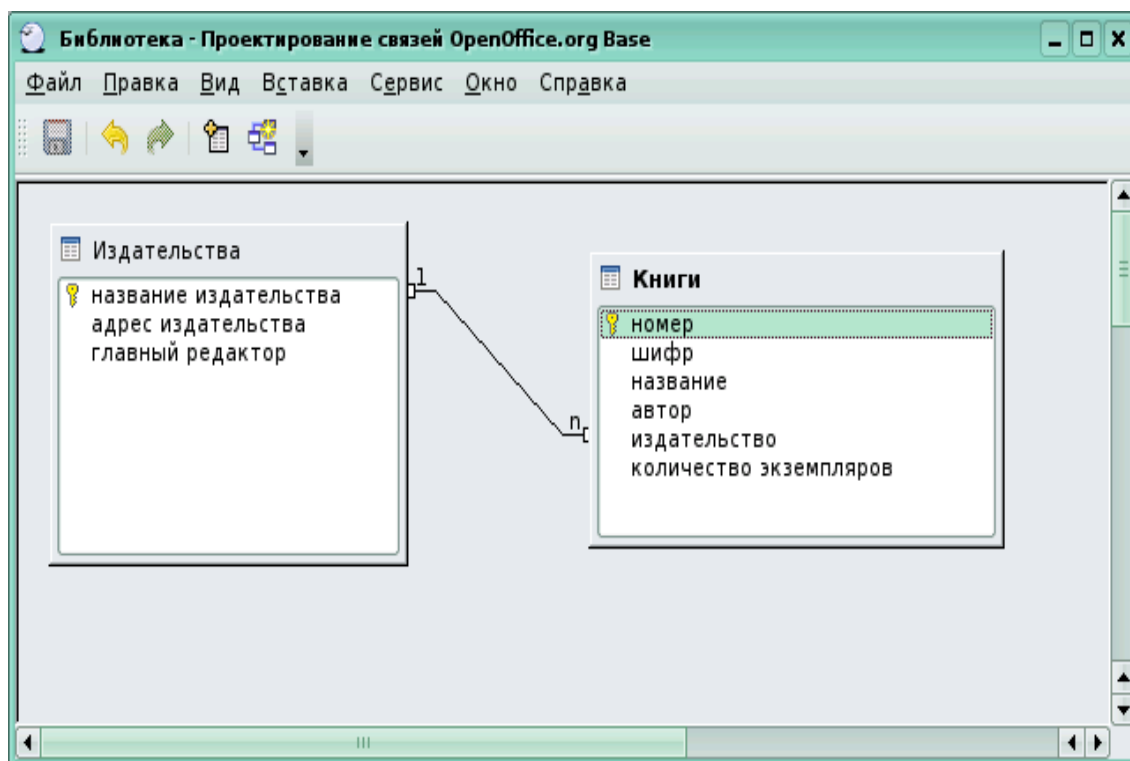 Библиотека - Проектирование связей OpenOffice.org Base
Файл Правка Вид Вставка Сервис Окно Справка
Издательства
название издательства
адрес издательства
главный редактор
1
n
Книги
номер
шифр
название
автор
издательство
количество экземпляров